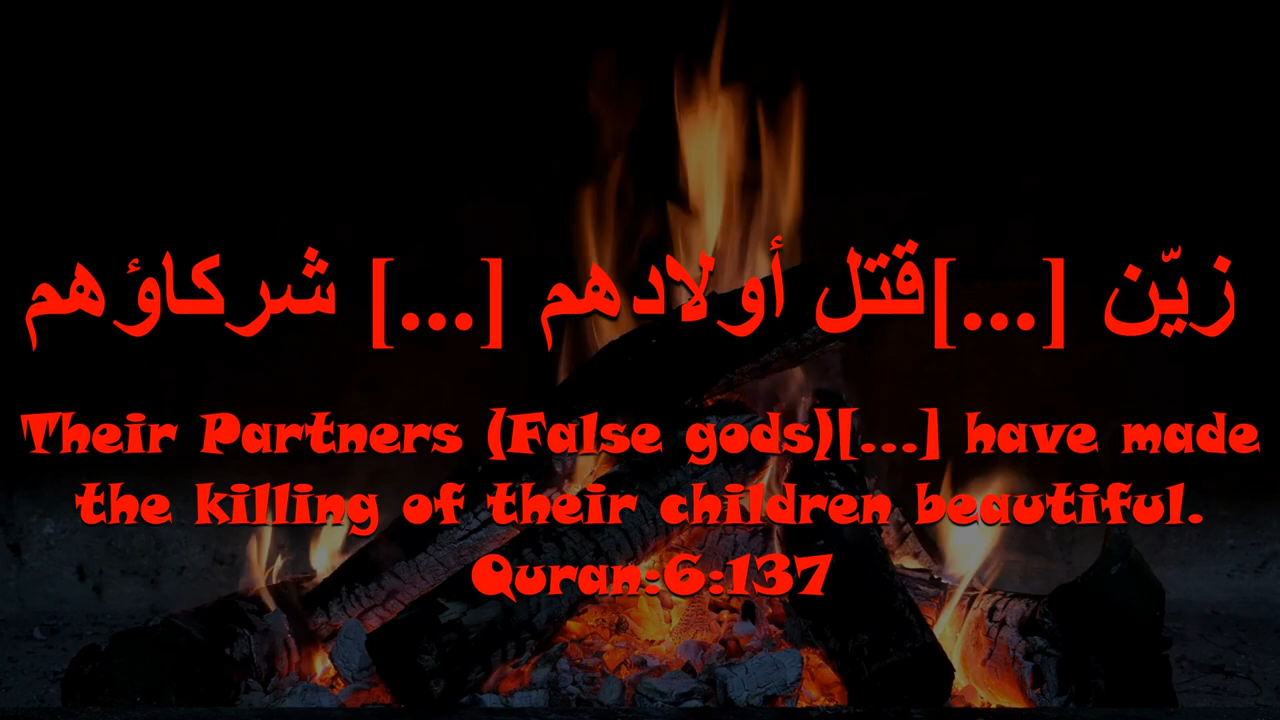 زيّن [...]قتل أولادهم [...] شركاؤهم
Their Partners (False gods)[...] have made
the killing of their children beautiful.
Quran:6:137